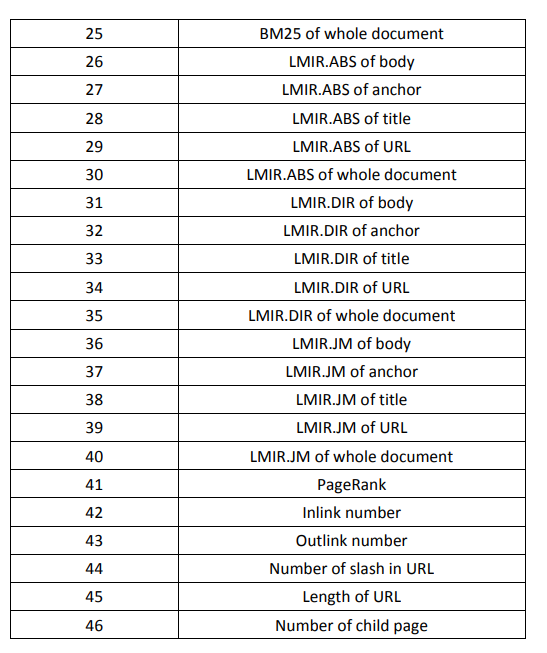 25 BM25 of whole document
26 LMIR.ABS of body
27 LMIR.ABS of anchor
28 LMIR.ABS of title
29 LMIR.ABS of URL
30 LMIR.ABS of whole document
31 LMIR.DIR of body
32 LMIR.DIR of anchor
33 LMIR.DIR of title
34 LMIR.DIR of URL
35 LMIR.DIR of whole document
36 LMIR.JM of body
37 LMIR.JM of anchor
38 LMIR.JM of title
39 LMIR.JM of URL
40 LMIR.JM of whole document
41 PageRank
42 Inlink number
43 Outlink number
44 Number of slash in URL
45 Length of URL
46 Number of child page